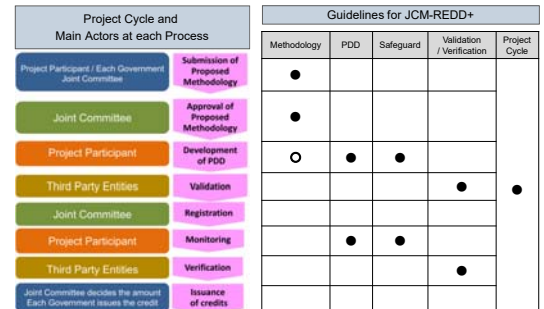 Project Cycle and
Main Actors at each Process
Guidelines for JCM-REDD+
Methodology
PDD
Safeguard
Validation
/ Verification
Project
Cycle
Project Participant / Each Government
Joint Committee
Submission of
Proposed
Methodology
Joint Committee
Approval of
Proposed
Methodology
Project Participant
Development
of PDD
Third Party Entities
Validation
Joint Committee
Registration
Project Participant
Monitoring
Third Party Entities
Verification
Joint Committee decides the amount
Each Government issues the credit
Issuance
of credits